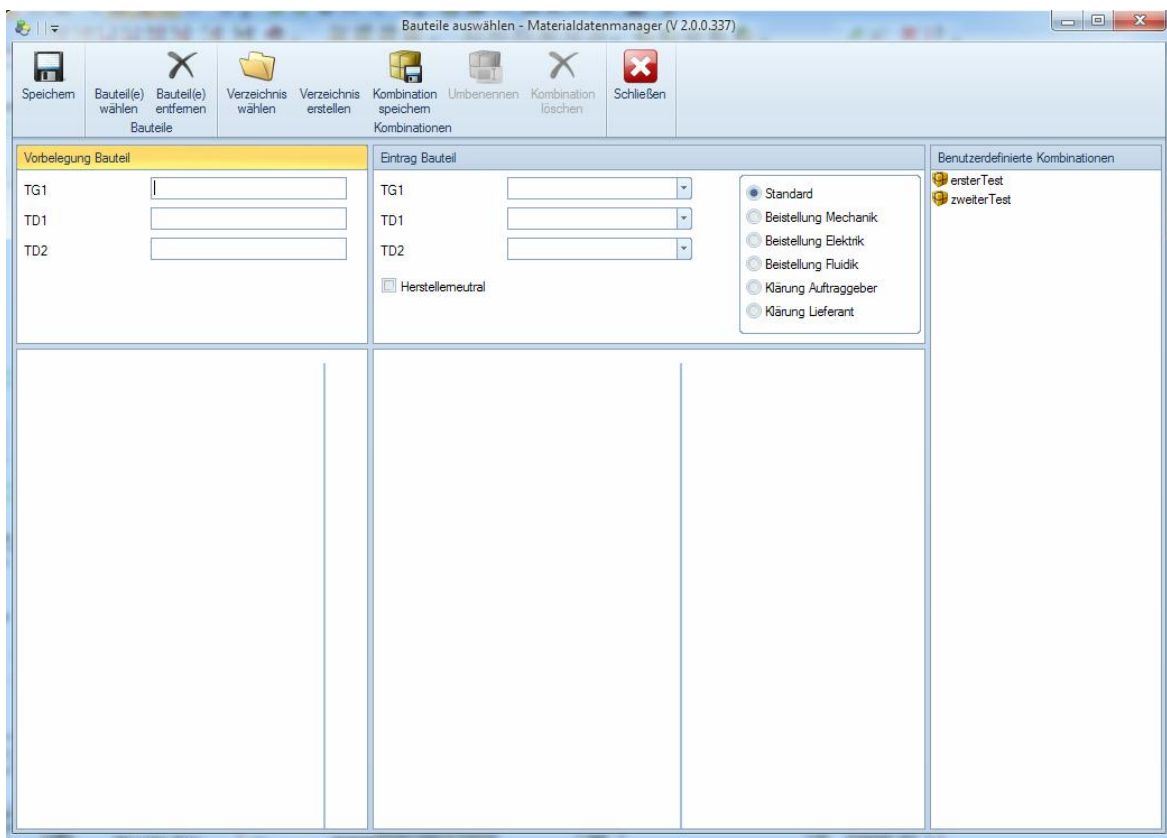 Bauteile auswählen - Materialdatenmanager (V 2.0.0.337)
Speichern
Bauteil(e) wählen
Bauteil(e) entfernen
Verzeichnis wählen
Verzeichnis erstellen
Kombination speichern
Umbenennen
Kombination löschen
Schließen
Bauteile
Kombinationen
Vorbelegung Bauteil
TG1
TD1
TD2
Eintrag Bauteil
TG1
TD1
TD2
Herstellerneutral
Standard
Beistellung Mechanik
Beistellung Elektrik
Beistellung Fluidik
Klärung Auftraggeber
Klärung Lieferant
Benutzerdefinierte Kombinationen
ersterTest
zweiterTest